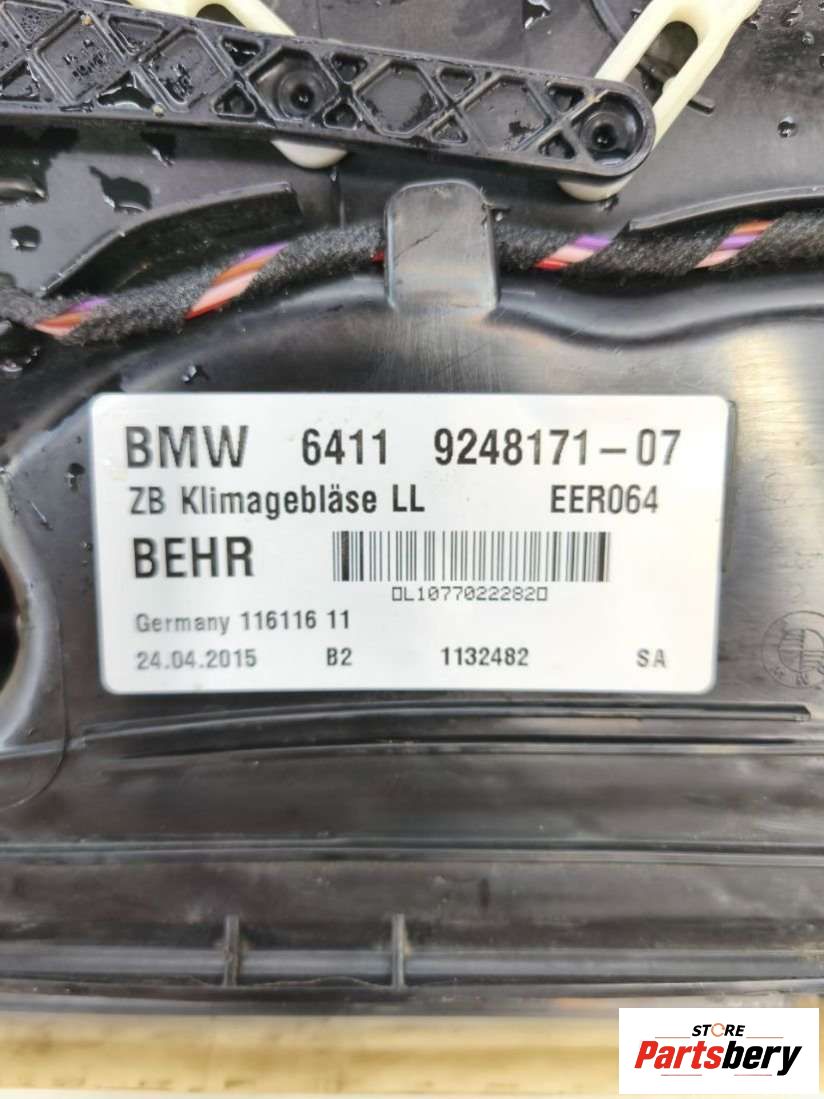 BMW 6411 9248171-07
ZB Klimagebläse LL EER064
BEHR
▯L1077022282▯
Germany 116116 11
24.04.2015 B2 1132482 SA
STORE
Partsbery